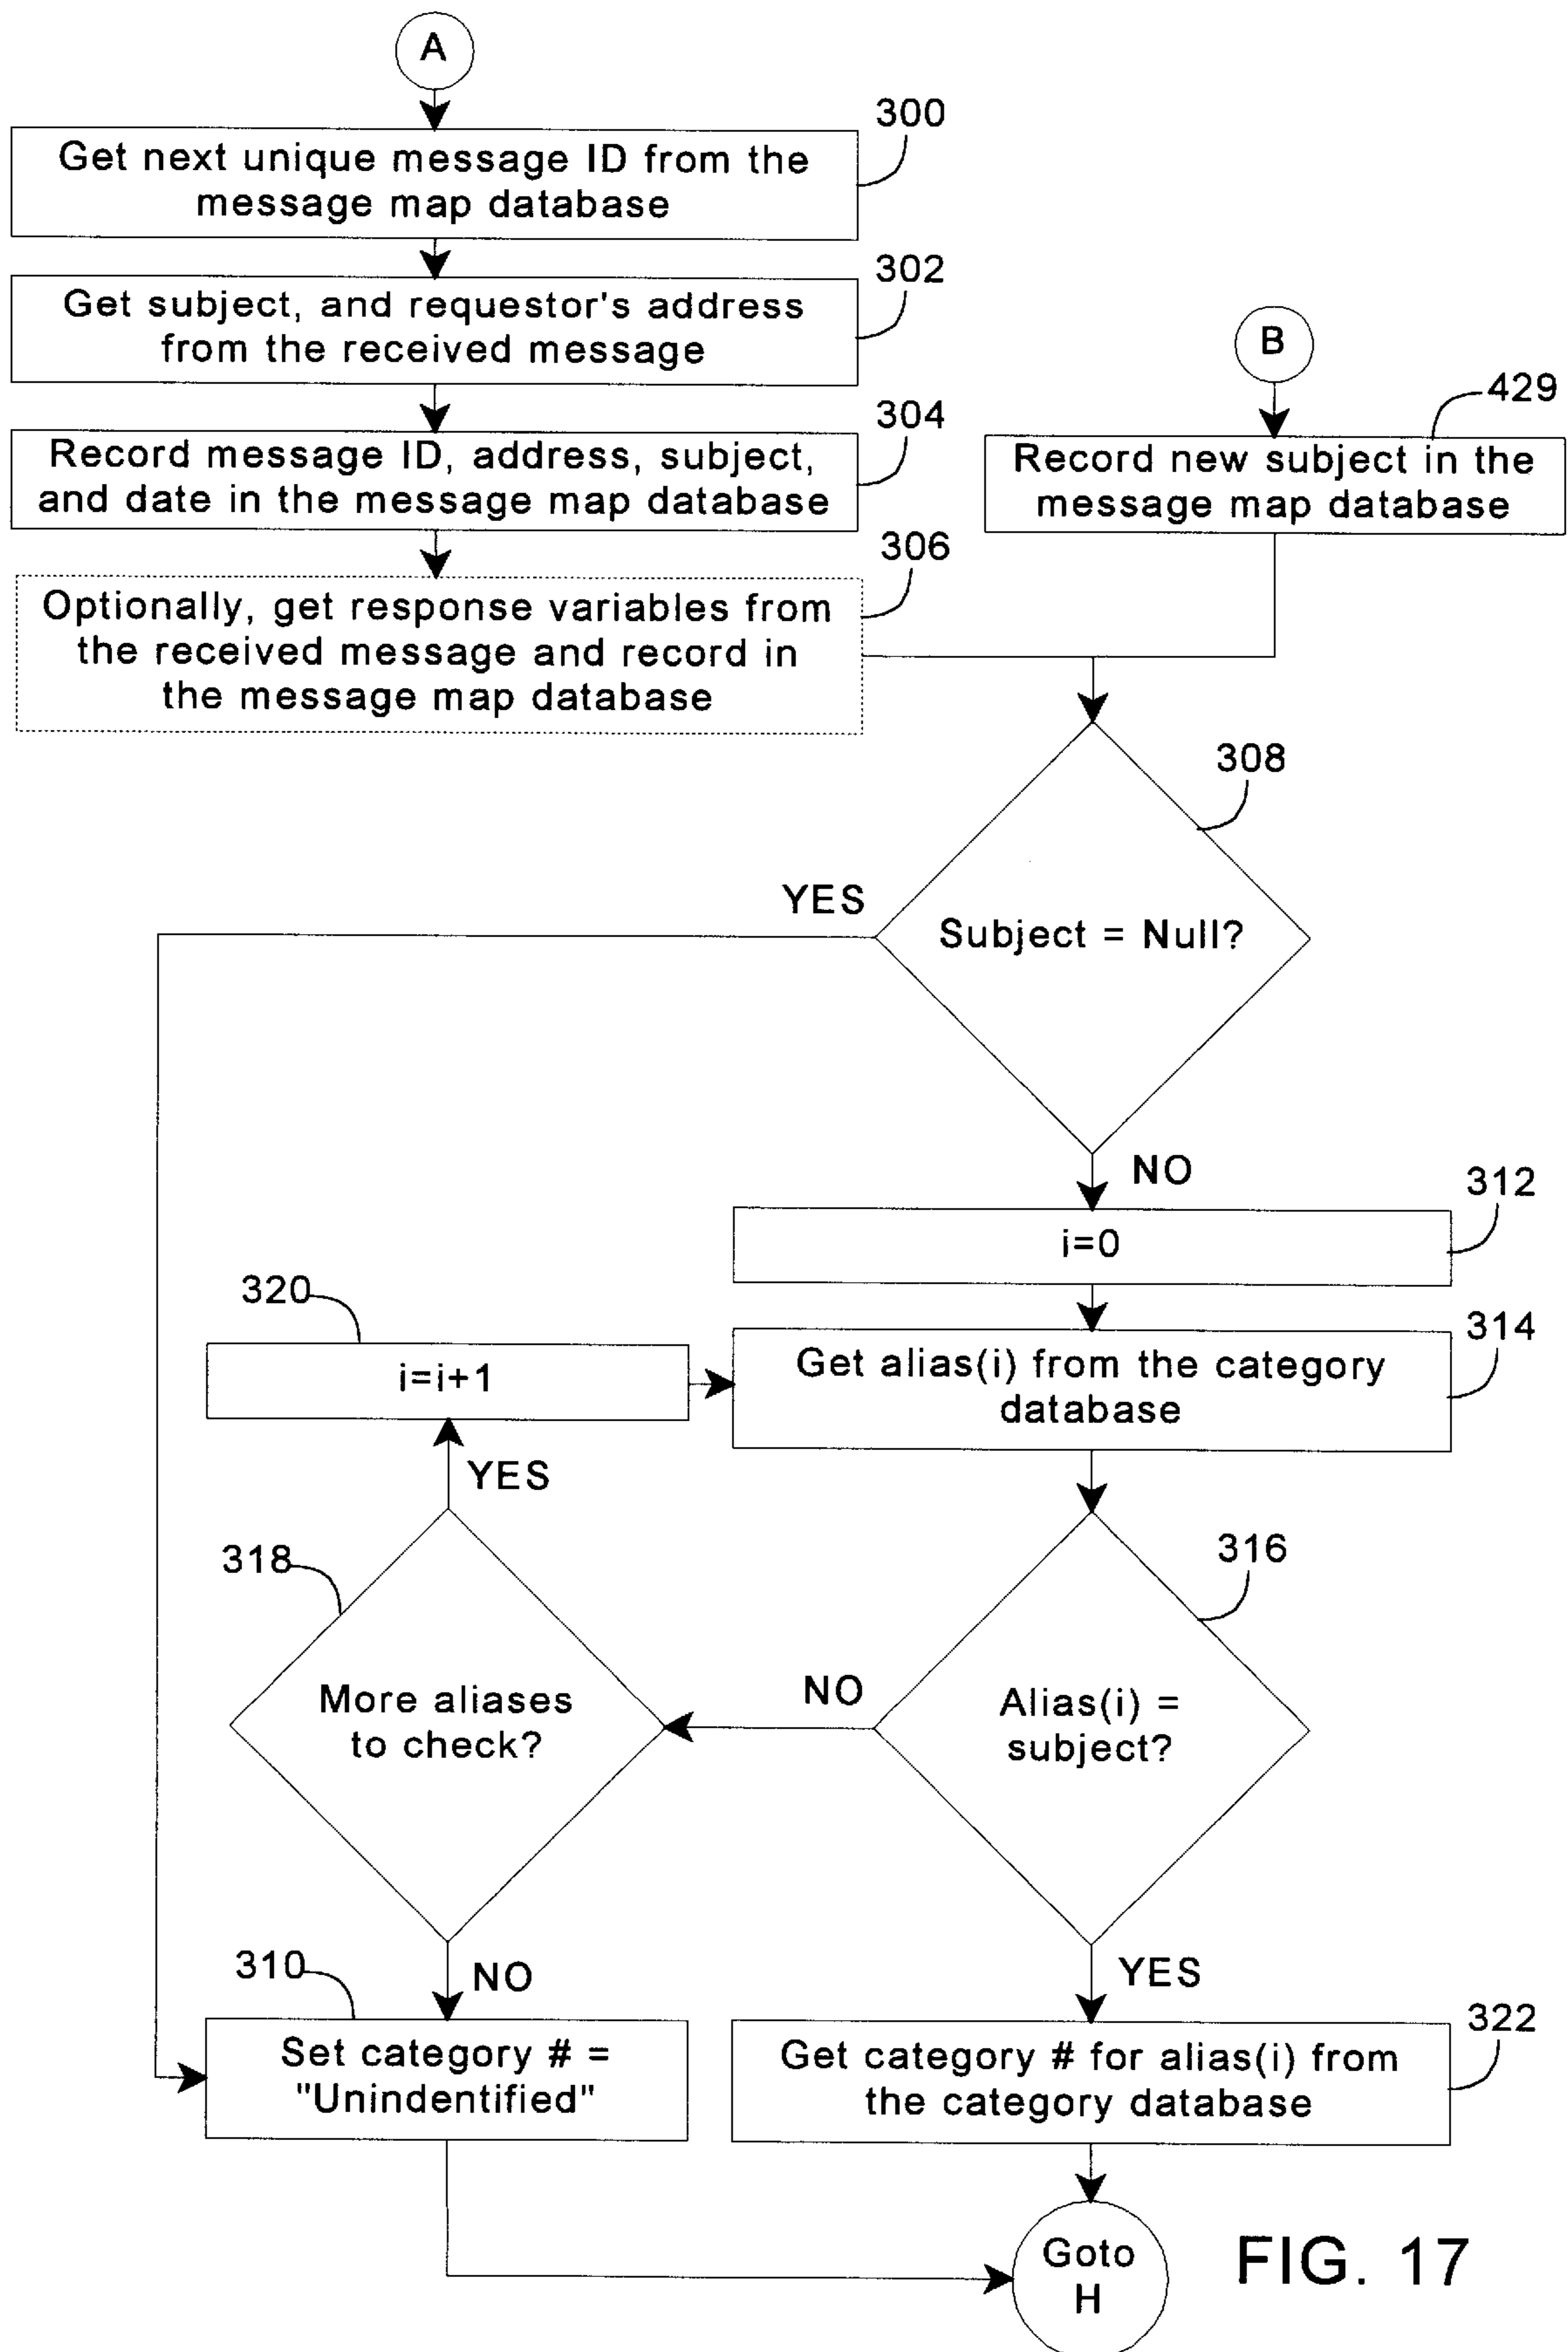 A
300
Get next unique message ID from the
message map database
302
Get subject, and requestor's address
from the received message
B
429
304
Record message ID, address, subject,
and date in the message map database
Record new subject in the
message map database
306
Optionally, get response variables from
the received message and record in
the message map database
308
YES
Subject = Null?
NO
312
i=0
320
i=i+1
314
Get alias(i) from the category
database
YES
318
316
More aliases
to check?
NO
Alias(i) =
subject?
310
NO
YES
Set category # =
"Unindentified"
322
Get category # for alias(i) from
the category database
Goto
H
FIG. 17